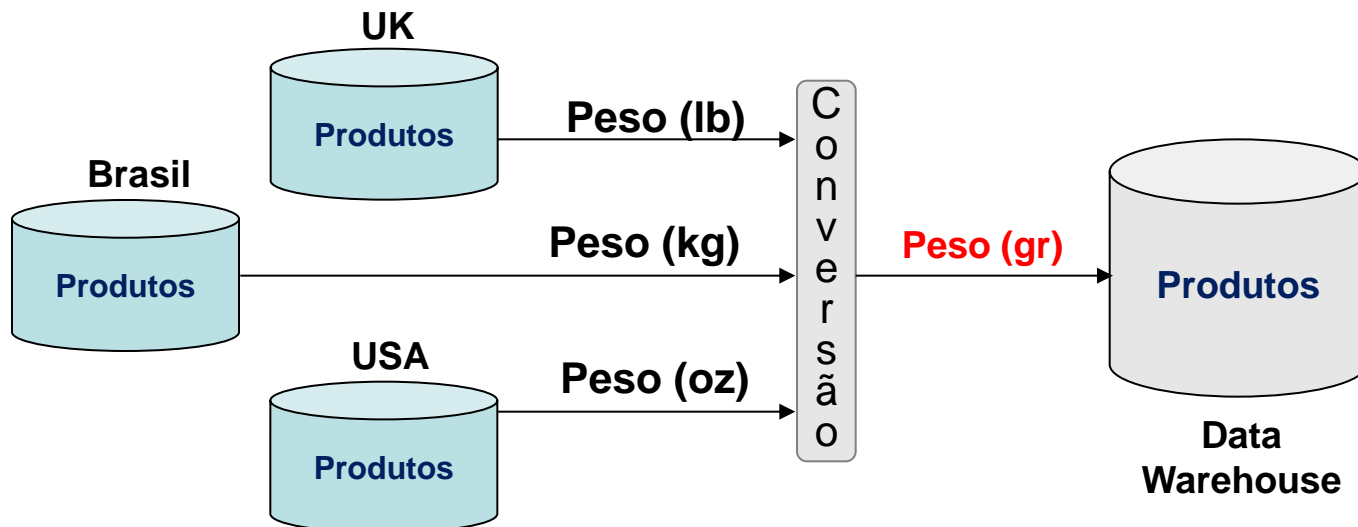 UK
Produtos
Peso (lb)
Brasil
Produtos
Peso (kg)
USA
Produtos
Peso (oz)
Conversão
Peso (gr)
Produtos
Data
Warehouse